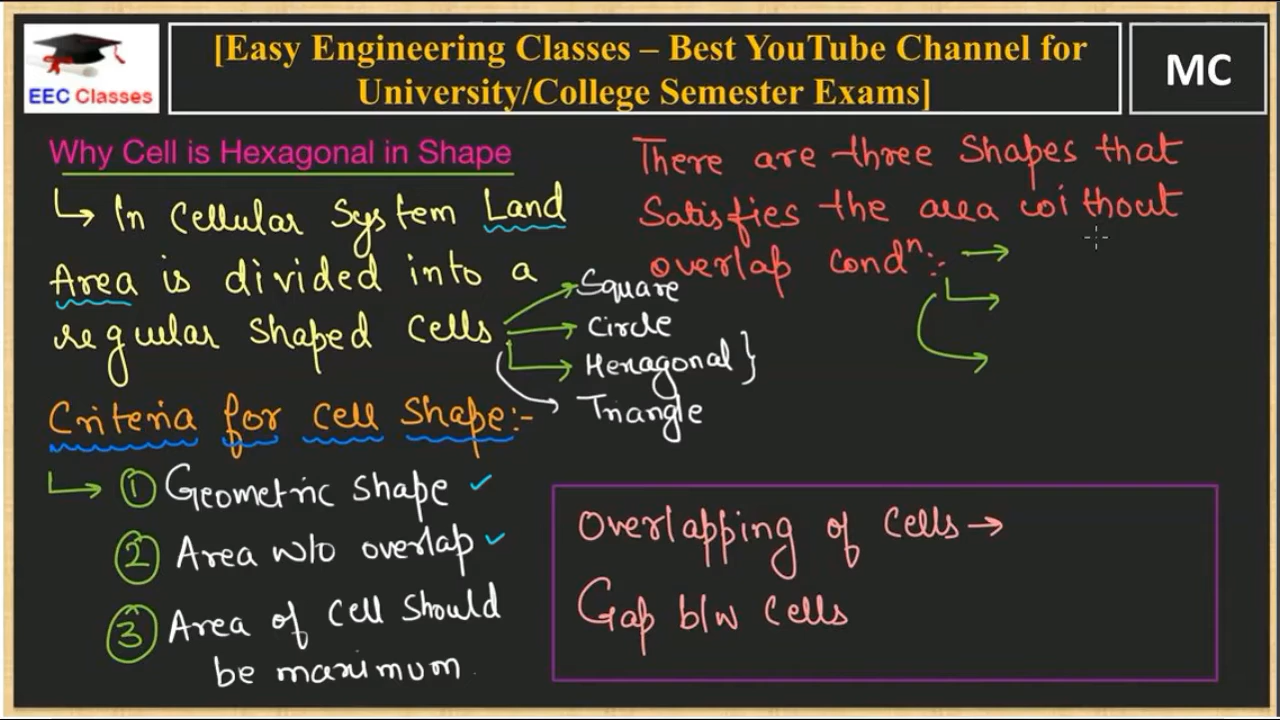 [Easy Engineering Classes – Best YouTube Channel for
University/College Semester Exams]
EEC Classes
MC
Why Cell is Hexagonal in Shape
↳ In Cellular System Land
Area is divided into a
regular shaped Cells
Square
Circle
Hexagonal }
Triangle
Criteria for Cell Shape:-
↳ ① Geometric Shape ✓
② Area w/o overlap ✓
③ Area of Cell Should
be maximum.
There are three Shapes that
Satisfies the area without
overlap condⁿ:- →
Overlapping of Cells →
Gap b/w Cells